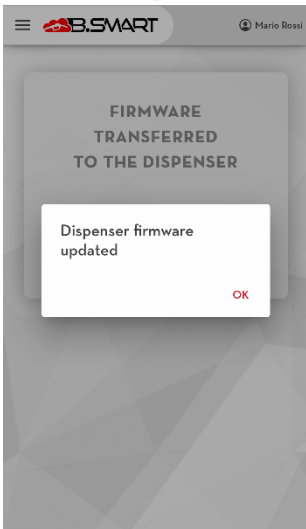 B.SMART
Mario Rossi
FIRMWARE
TRANSFERRED
TO THE DISPENSER
Dispenser firmware
updated
OK